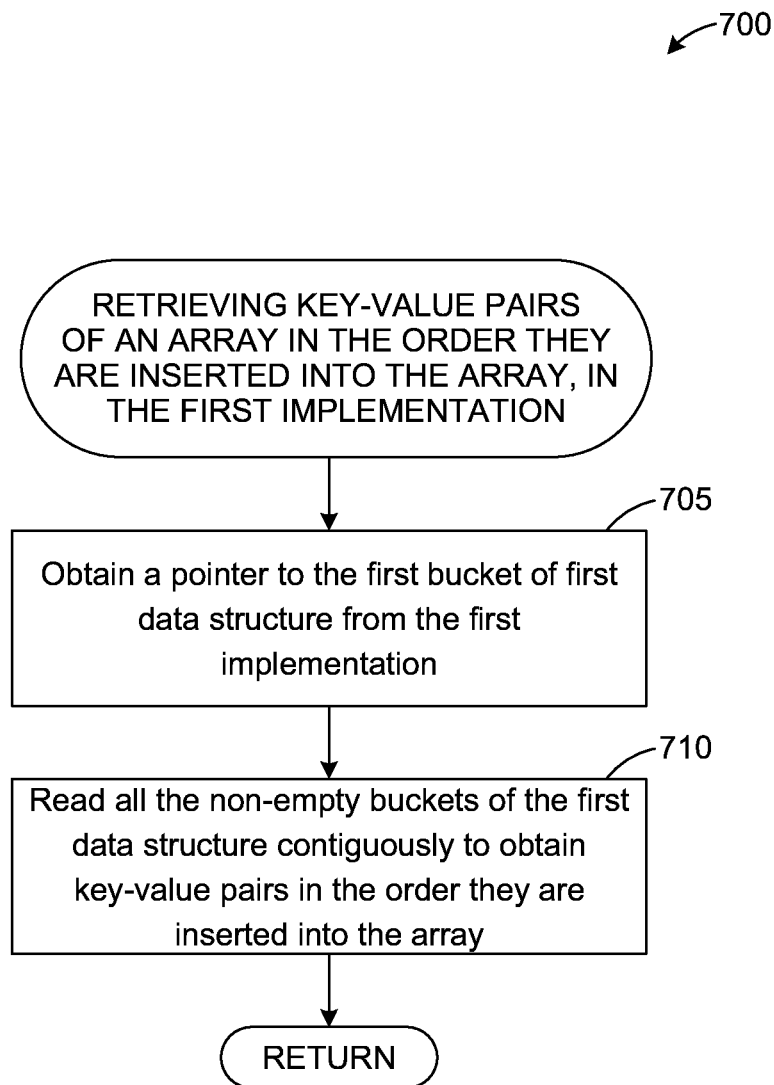 700
RETRIEVING KEY-VALUE PAIRS
OF AN ARRAY IN THE ORDER THEY
ARE INSERTED INTO THE ARRAY, IN
THE FIRST IMPLEMENTATION
705
Obtain a pointer to the first bucket of first
data structure from the first
implementation
710
Read all the non-empty buckets of the first
data structure contiguously to obtain
key-value pairs in the order they are
inserted into the array
RETURN